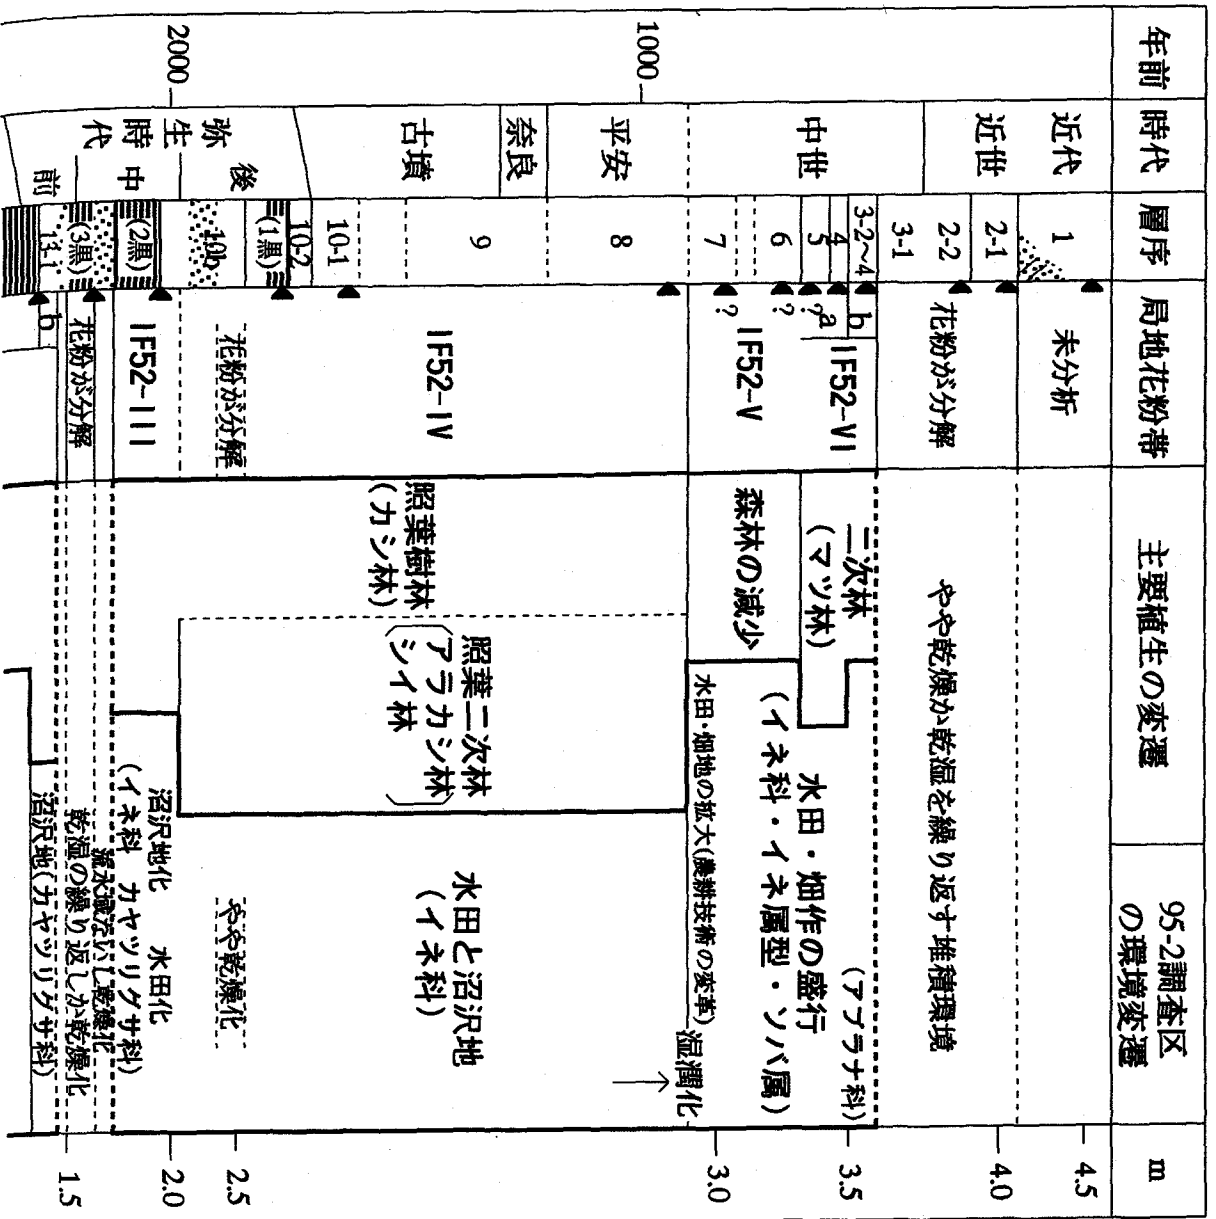 年前
時代
層序
局地花粉帯
主要植生の変遷
95-2調査区
の環境変遷
m
1000
2000
近代
近世
中世
平安
奈良
古墳
弥生時代
後
中
前
1
2-1
2-2
3-1
3-2〜4
4
5
6
7
8
9
10-1
10-2
(1黒)
10b
(2黒)
(3黒)
13-1
未分析
花粉が分解
b
IF52-VI
a
?
?
?
IF52-V
IF52-IV
花粉が分解
IF52-III
花粉が分解
b
二次林
(マツ林)
森林の減少
照葉樹林
(カシ林)
照葉二次林
(アラカシ林
シイ林)
やや乾燥か乾湿を繰り返す堆積環境
(アブラナ科)
水田・畑作の盛行
(イネ科・イネ属型・ソバ属)
水田・畑地の拡大(農耕技術の変革)
湿潤化
水田と沼沢地
(イネ科)
やや乾燥化
沼沢地化 水田化
(イネ科 カヤツリグサ科)
流水域ないし乾燥化
乾湿の繰り返しか乾燥化
沼沢地(カヤツリグサ科)
4.5
4.0
3.5
3.0
2.5
2.0
1.5